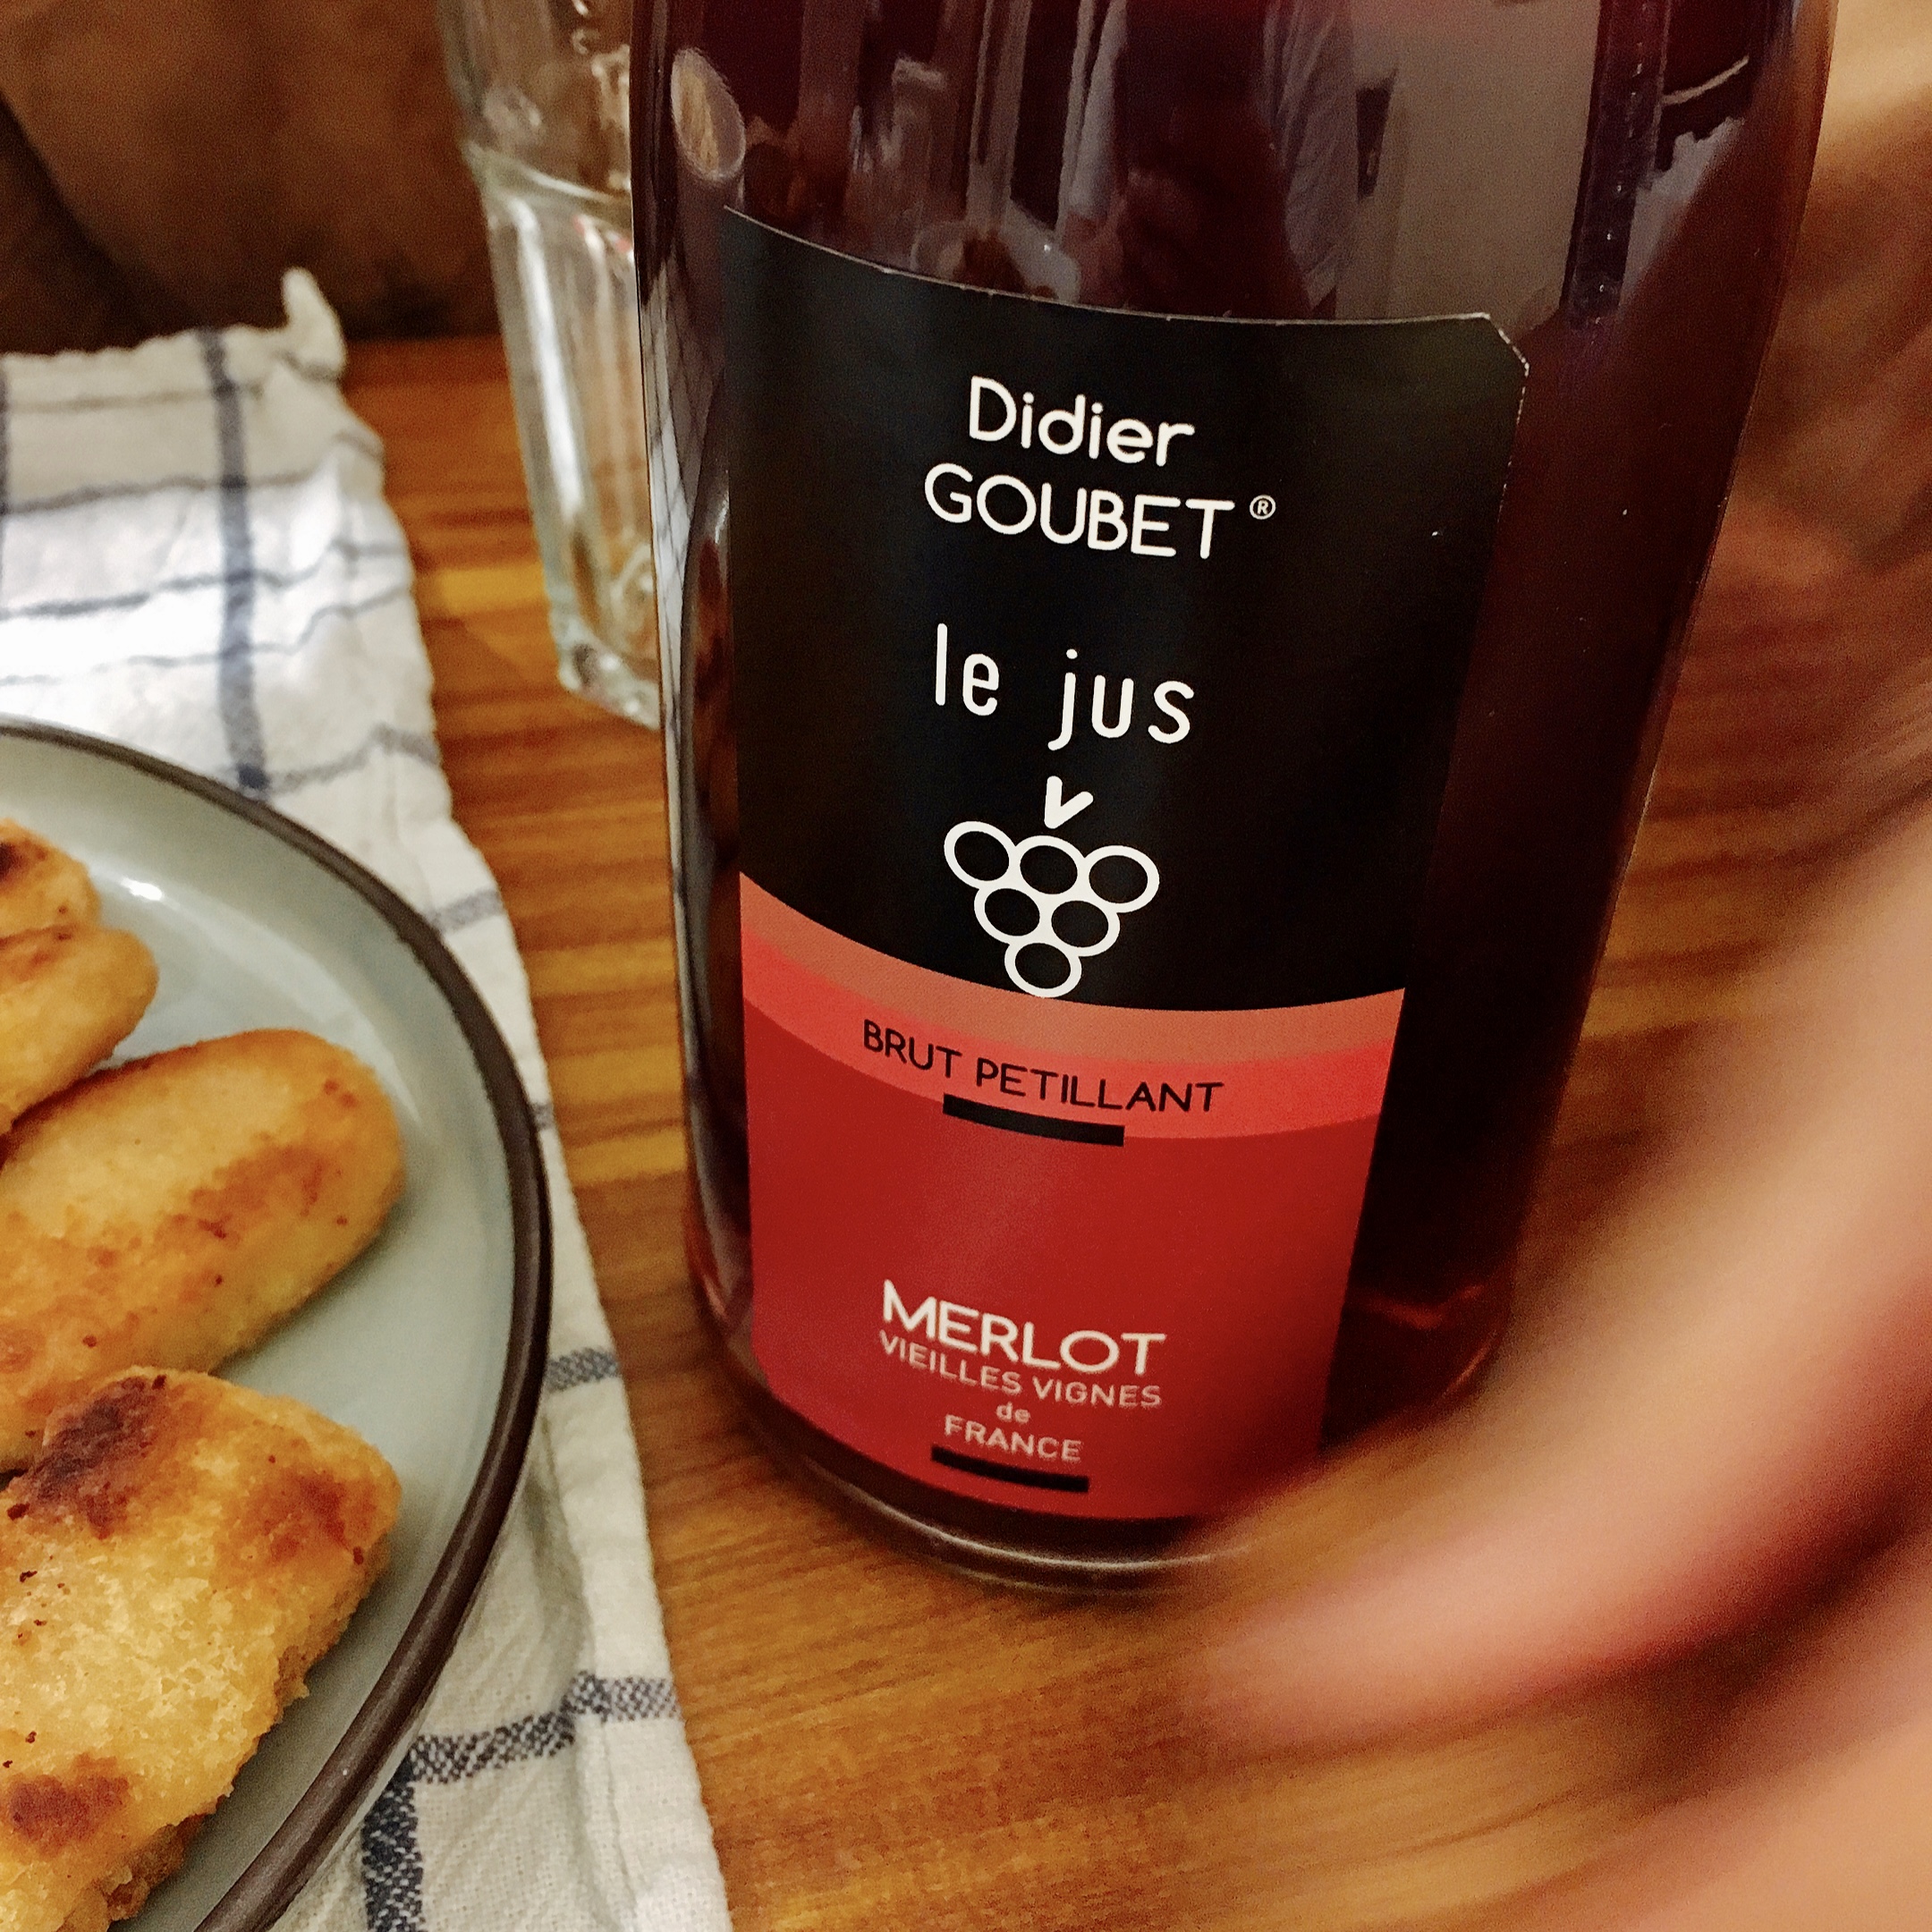 Didier
GOUBET®
le jus
BRUT PETILLANT
MERLOT
VIEILLES VIGNES
de
FRANCE